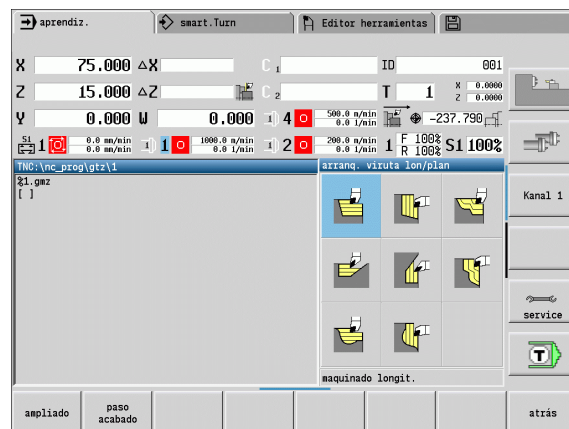 aprendiz. smart.Turn Editor herramientas
X 75.000 △X C 1 ID 001
Z 15.000 △Z C 2 T 1 X 0.0000 Z 0.0000
Y 0.000 W 0.000 4 500.0 m/min 0.0 1/min -237.790
S1 1 0.0 mm/min 0.0 m/min 1 1000.0 m/min 0.0 1/min 2 200.0 m/min 0.0 1/min 1 F 100% R 100% S1 100%
TNC:\nc_prog\gtz\1 arranq. viruta lon/plan
%1.gmz
[ ]
Kanal 1
service
T
maquinado longit.
ampliado paso acabado atrás